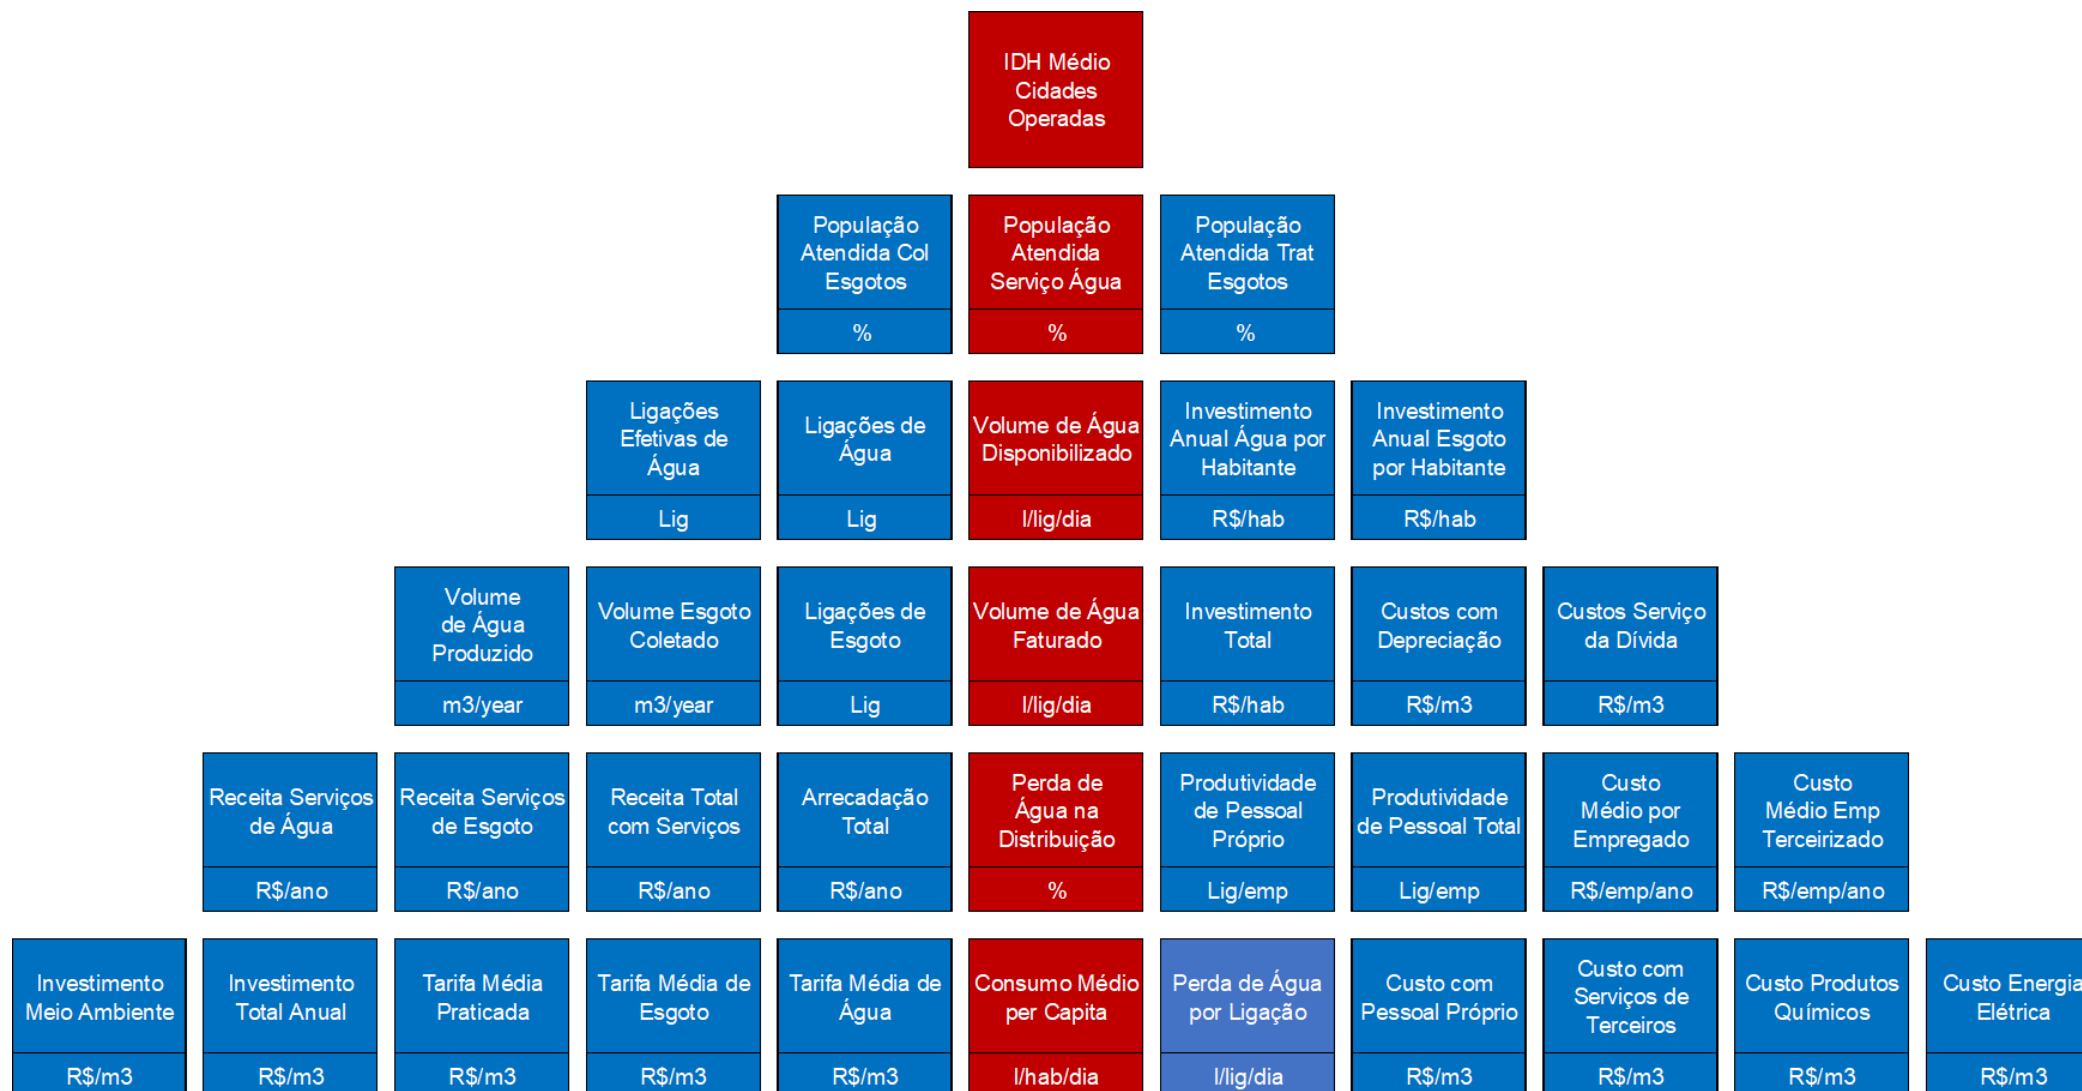 IDH Médio
Cidades
Operadas
População
Atendida Col
Esgotos
%
População
Atendida
Serviço Água
%
População
Atendida Trat
Esgotos
%
Ligações
Efetivas de
Água
Lig
Ligações de
Água
Lig
Volume de Água
Disponibilizado
l/lig/dia
Investimento
Anual Água por
Habitante
R$/hab
Investimento
Anual Esgoto
por Habitante
R$/hab
Volume
de Água
Produzido
m3/year
Volume Esgoto
Coletado
m3/year
Ligações de
Esgoto
Lig
Volume de Água
Faturado
l/lig/dia
Investimento
Total
R$/hab
Custos com
Depreciação
R$/m3
Custos Serviço
da Dívida
R$/m3
Receita Serviços
de Água
R$/ano
Receita Serviços
de Esgoto
R$/ano
Receita Total
com Serviços
R$/ano
Arrecadação
Total
R$/ano
Perda de
Água na
Distribuição
%
Produtividade
de Pessoal
Próprio
Lig/emp
Produtividade
de Pessoal Total
Lig/emp
Custo
Médio por
Empregado
R$/emp/ano
Custo
Médio Emp
Terceirizado
R$/emp/ano
Investimento
Meio Ambiente
R$/m3
Investimento
Total Anual
R$/m3
Tarifa Média
Praticada
R$/m3
Tarifa Média de
Esgoto
R$/m3
Tarifa Média de
Água
R$/m3
Consumo Médio
per Capita
l/hab/dia
Perda de Água
por Ligação
l/lig/dia
Custo com
Pessoal Próprio
R$/m3
Custo com
Serviços de
Terceiros
R$/m3
Custo Produtos
Químicos
R$/m3
Custo Energia
Elétrica
R$/m3